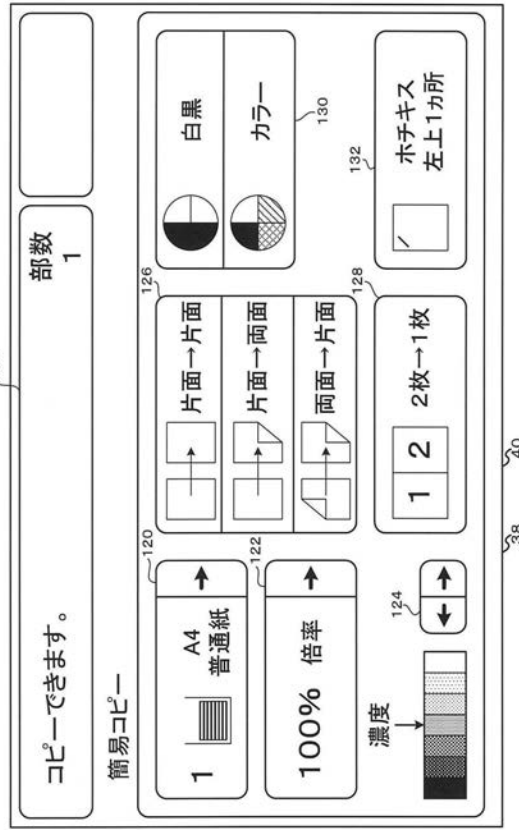 コピーできます。
部数
1
簡易コピー
120
1
A4
普通紙
122
100% 倍率
濃度
124
126
片面→片面
片面→両面
両面→片面
128
1 2
2枚→1枚
白黒
カラー
130
132
ホチキス
左上1ヵ所
38
40